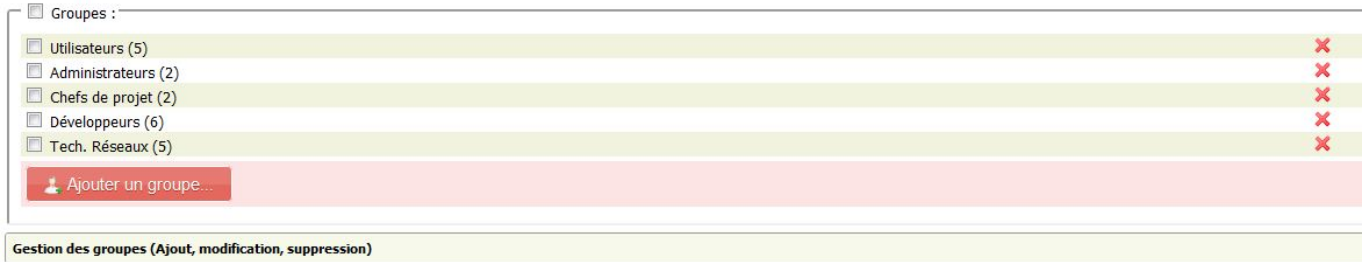 Groupes :
Utilisateurs (5)
Administrateurs (2)
Chefs de projet (2)
Développeurs (6)
Tech. Réseaux (5)
Ajouter un groupe...
Gestion des groupes (Ajout, modification, suppression)